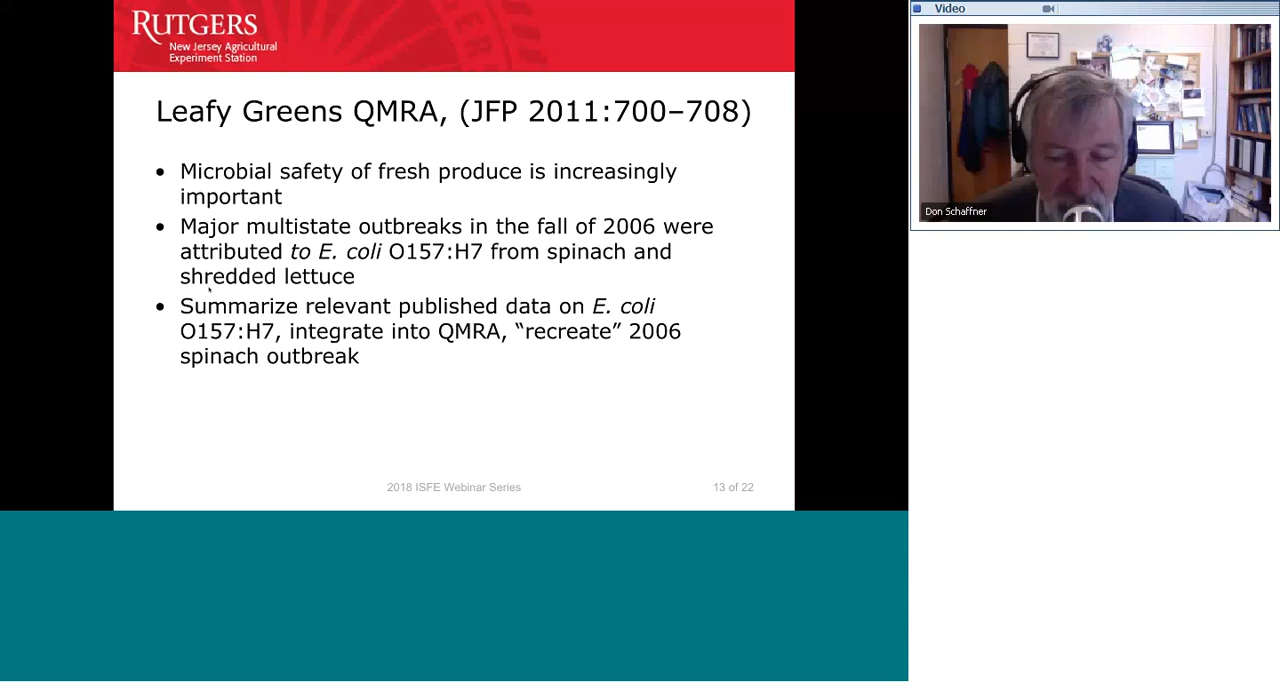 RUTGERS
New Jersey Agricultural
Experiment Station
Leafy Greens QMRA, (JFP 2011:700–708)
• Microbial safety of fresh produce is increasingly
important
• Major multistate outbreaks in the fall of 2006 were
attributed to E. coli O157:H7 from spinach and
shredded lettuce
• Summarize relevant published data on E. coli
O157:H7, integrate into QMRA, “recreate” 2006
spinach outbreak
2018 ISFE Webinar Series
13 of 22
Video
Don Schaffner